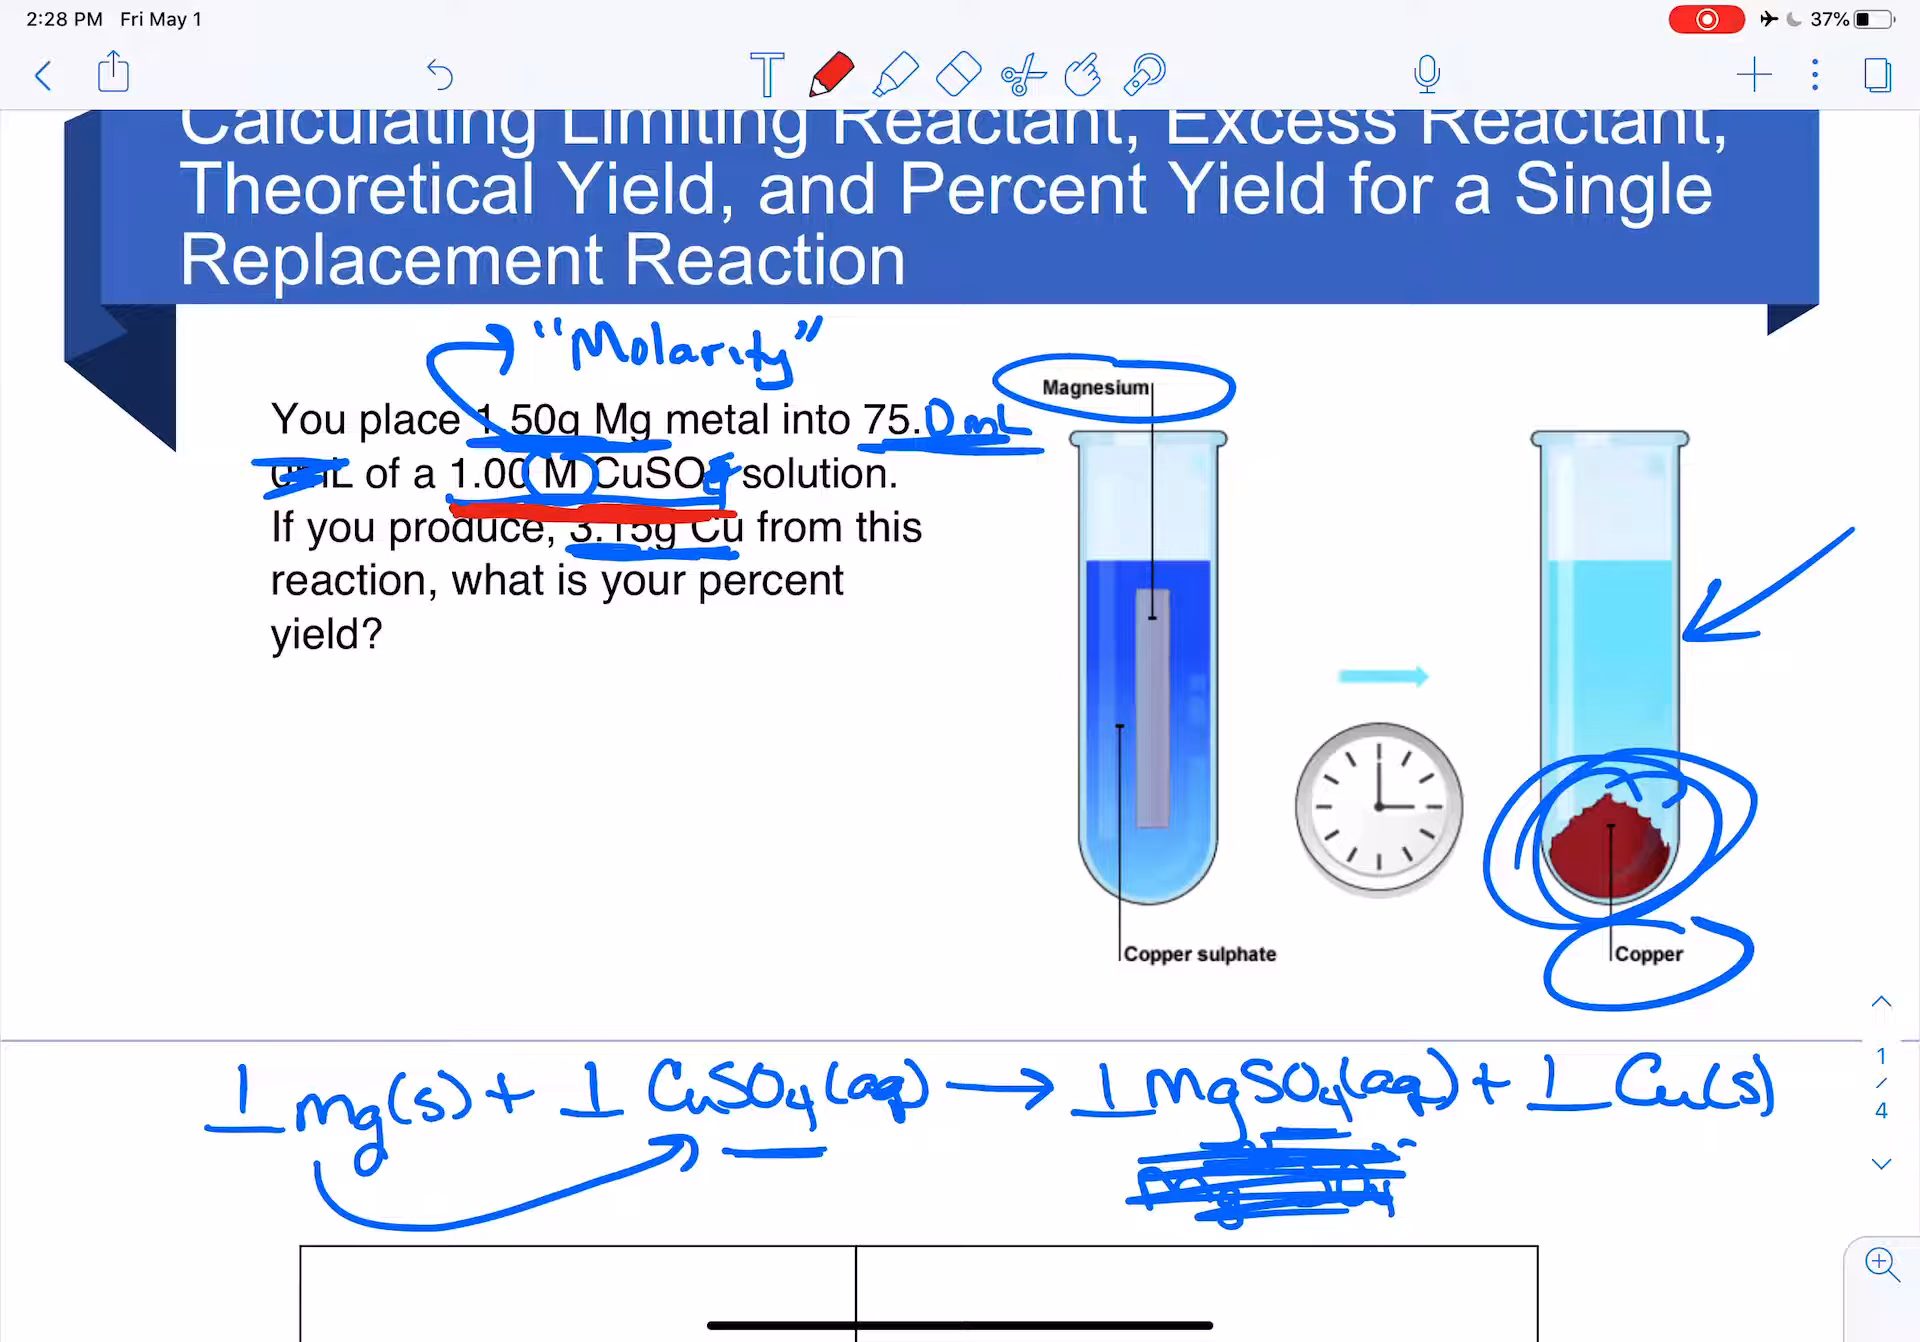 2:28 PM Fri May 1
37%
Calculating Limiting Reactant, Excess Reactant,
Theoretical Yield, and Percent Yield for a Single
Replacement Reaction
"Molarity"
You place 1.50g Mg metal into 75.0 mL
of a 1.00 M CuSO4 solution.
If you produce, 3.15g Cu from this
reaction, what is your percent
yield?
Magnesium
Copper sulphate
Copper
1 Mg(s) + 1 CuSO4(aq) → 1 MgSO4(aq) + 1 Cu(s)
1
/
4